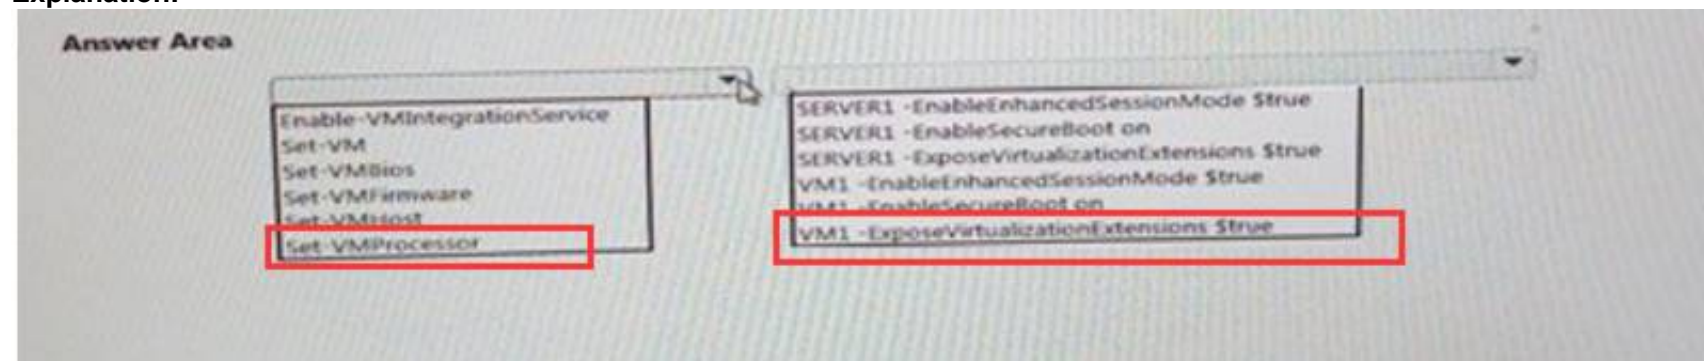 Explanation:
Answer Area
Enable-VMIntegrationService
Set-VM
Set-VMBios
Set-VMFirmware
Set-VMHost
Set-VMProcessor
SERVER1 -EnableEnhancedSessionMode $true
SERVER1 -EnableSecureBoot on
SERVER1 -ExposeVirtualizationExtensions $true
VM1 -EnableEnhancedSessionMode $true
VM1 -EnableSecureBoot on
VM1 -ExposeVirtualizationExtensions $true